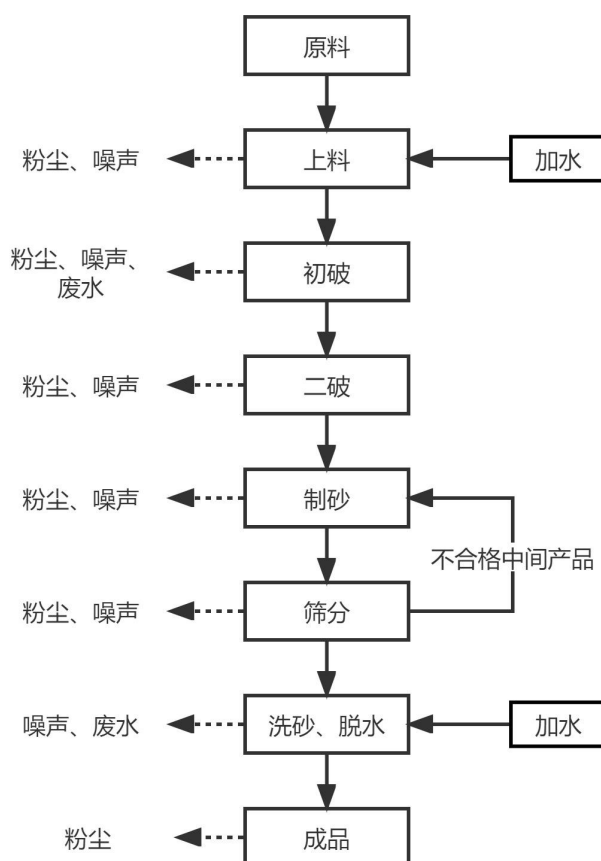 原料
粉尘、噪声
上料
加水
粉尘、噪声、
废水
初破
粉尘、噪声
二破
粉尘、噪声
制砂
不合格中间产品
粉尘、噪声
筛分
噪声、废水
洗砂、脱水
加水
粉尘
成品